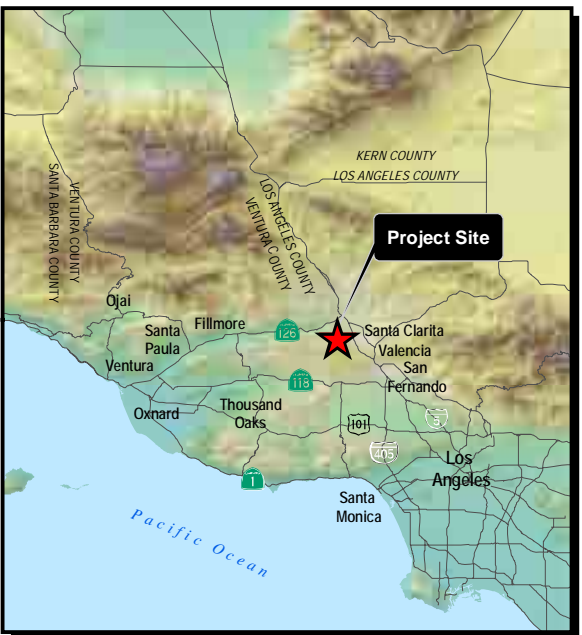 KERN COUNTY
LOS ANGELES COUNTY
VENTURA COUNTY
SANTA BARBARA COUNTY
LOS ANGELES COUNTY
VENTURA COUNTY
Project Site
Ojai
Santa
Paula
Fillmore
126
Santa Clarita
Valencia
San
Fernando
Ventura
118
Oxnard
Thousand
Oaks
101
5
405
Los
Angeles
1
Santa
Monica
Pacific Ocean